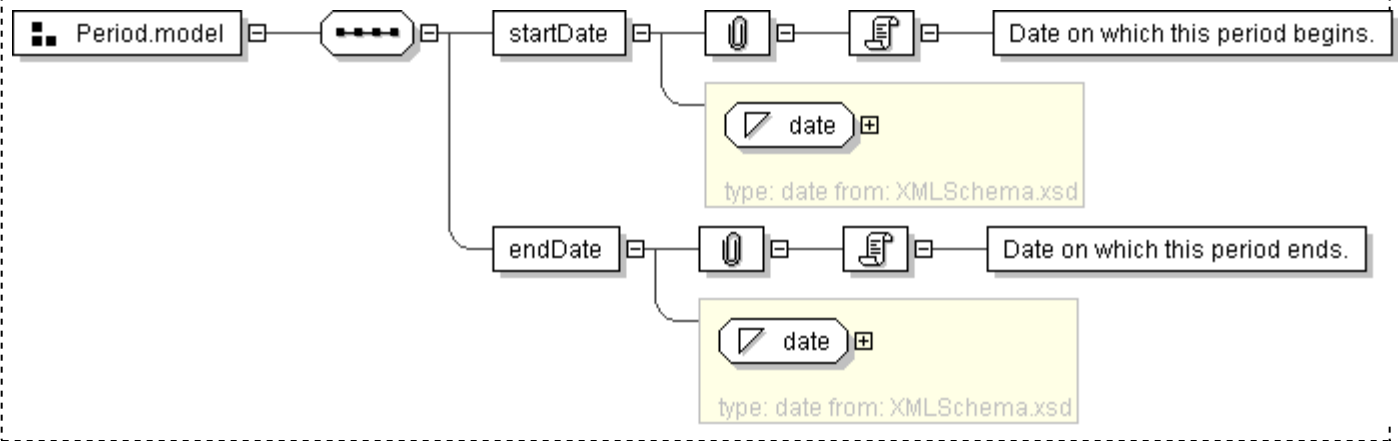 Period.model
startDate
Date on which this period begins.
date
type: date from: XMLSchema.xsd
endDate
Date on which this period ends.
date
type: date from: XMLSchema.xsd